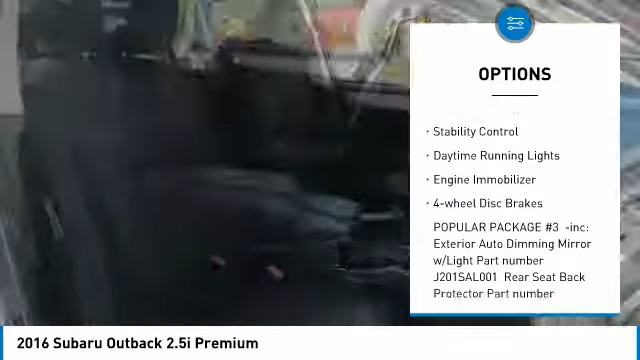 OPTIONS
Stability Control
Daytime Running Lights
Engine Immobilizer
4-wheel Disc Brakes
POPULAR PACKAGE #3 -inc:
Exterior Auto Dimming Mirror
w/Light Part number
J201SAL001 Rear Seat Back
Protector Part number
2016 Subaru Outback 2.5i Premium